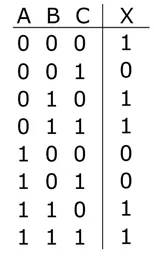 A B C X
0 0 0 1
0 0 1 0
0 1 0 1
0 1 1 1
1 0 0 0
1 0 1 0
1 1 0 1
1 1 1 1